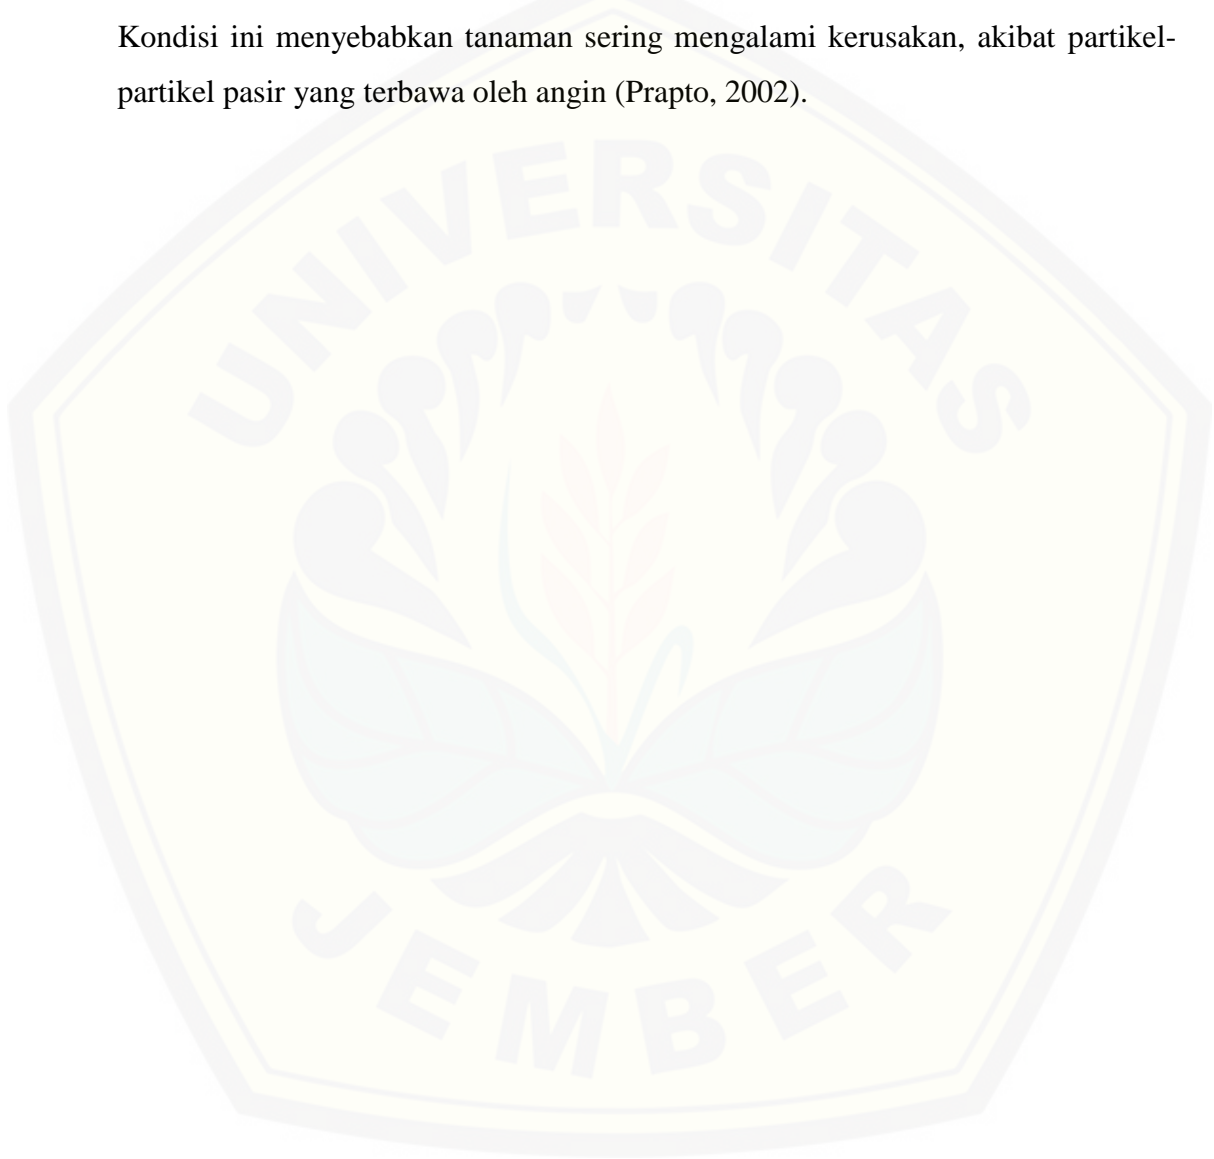 Kondisi ini menyebabkan tanaman sering mengalami kerusakan, akibat partikel-
partikel pasir yang terbawa oleh angin (Prapto, 2002).
UNIVERSITAS
JEMBER